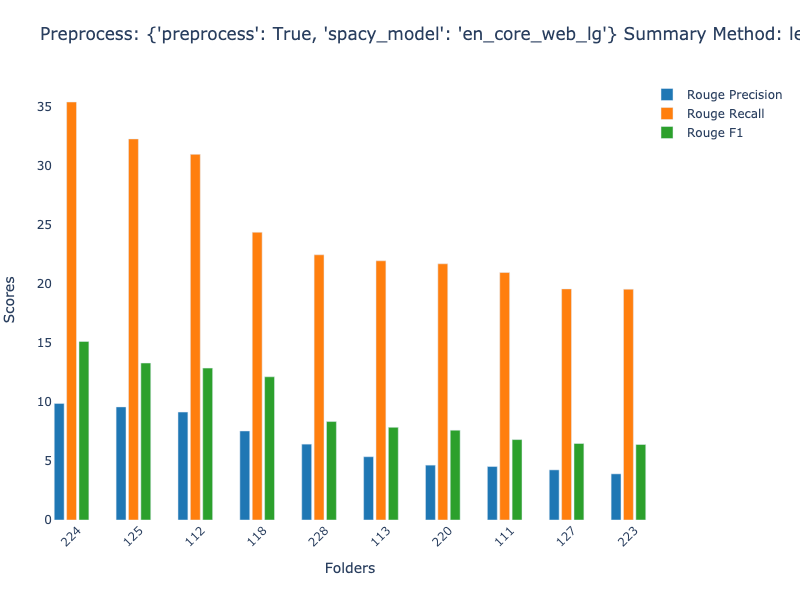 Preprocess: {'preprocess': True, 'spacy_model': 'en_core_web_lg'} Summary Method:
Rouge Precision
Rouge Recall
Rouge F1
35
30
25
20
15
10
5
0
Scores
224 125 112 118 228 113 220 111 127 223
Folders